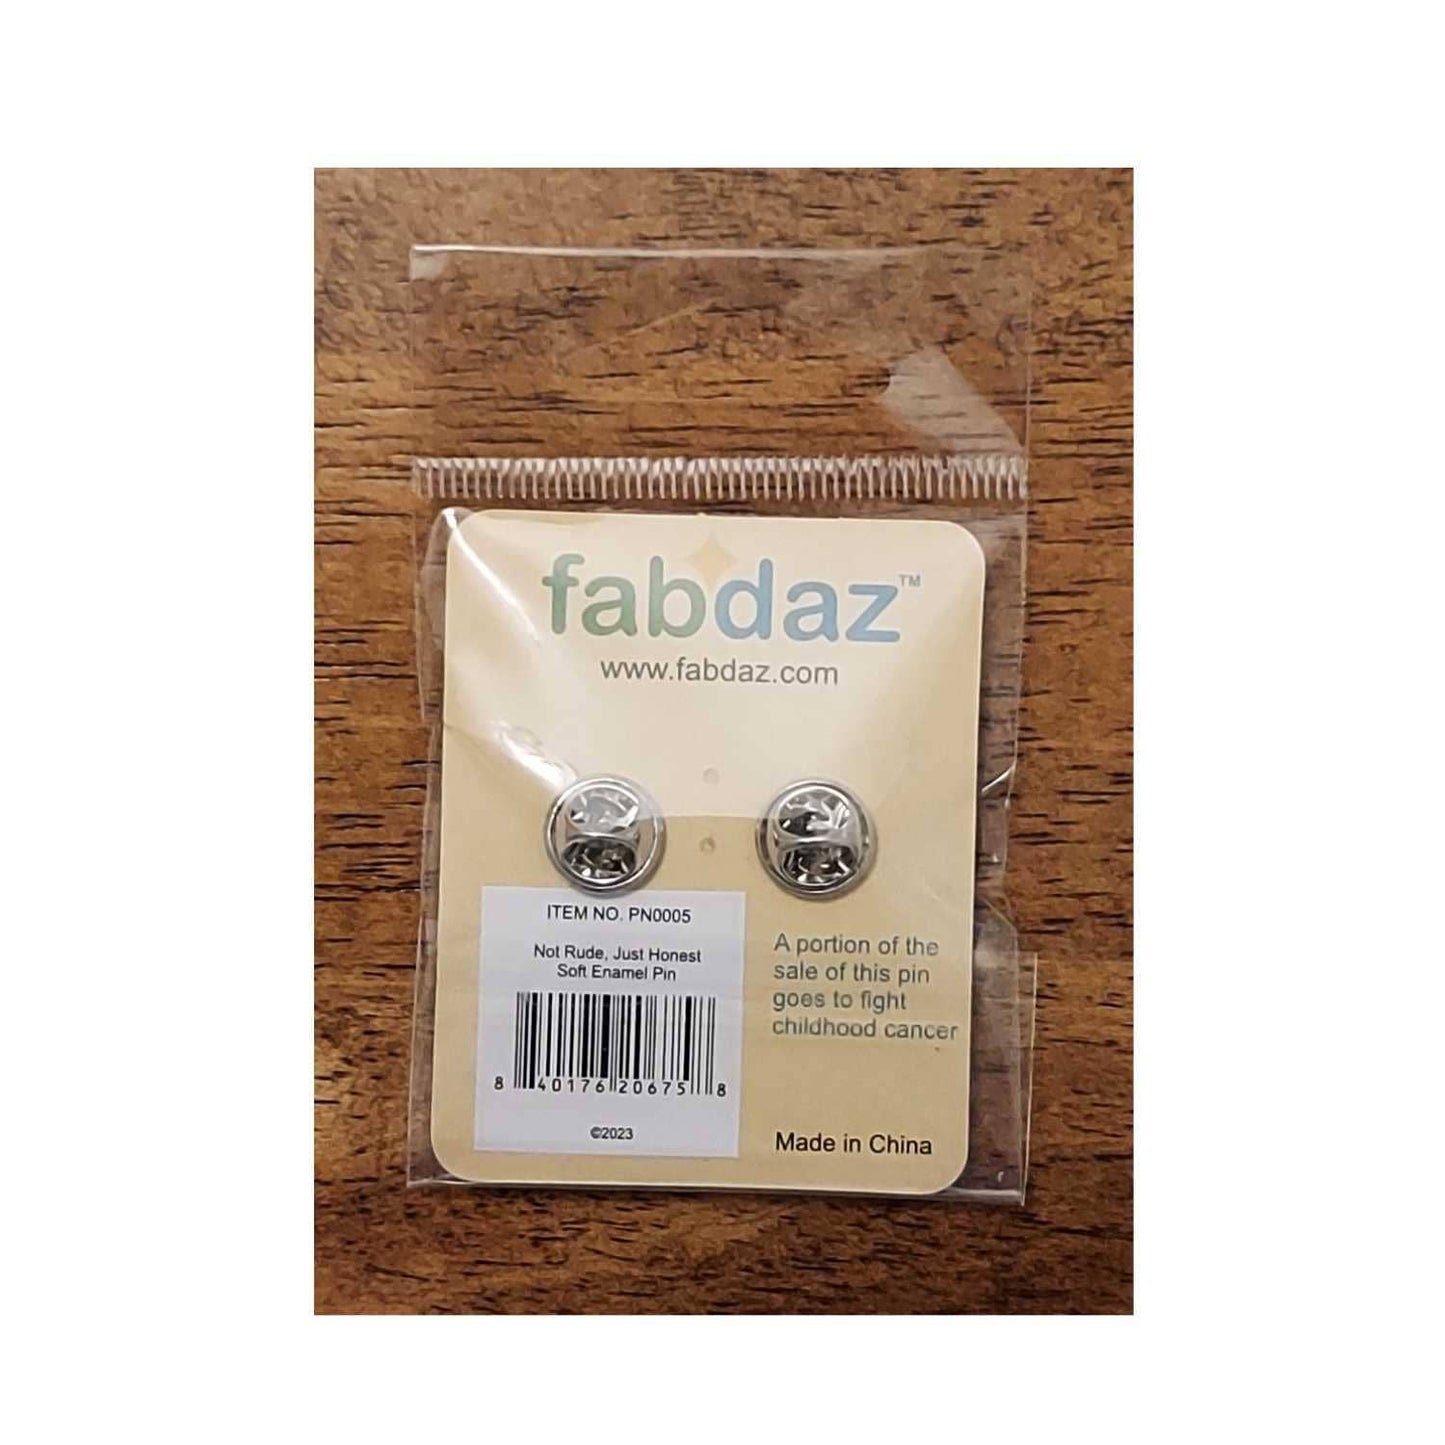 fabdaz™
www.fabdaz.com
ITEM NO. PN0005
Not Rude, Just Honest
Soft Enamel Pin
8 40176 20675 8
©2023
A portion of the
sale of this pin
goes to fight
childhood cancer
Made in China